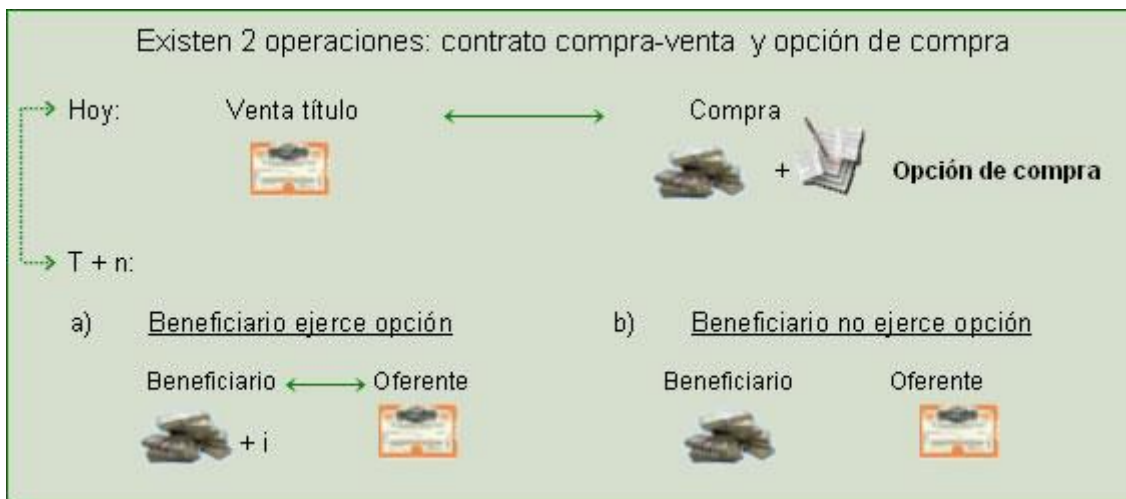 Existen 2 operaciones: contrato compra-venta y opción de compra
Hoy: Venta título Compra
+ Opción de compra
T + n:
a) Beneficiario ejerce opción b) Beneficiario no ejerce opción
Beneficiario Oferente Beneficiario Oferente
+ i